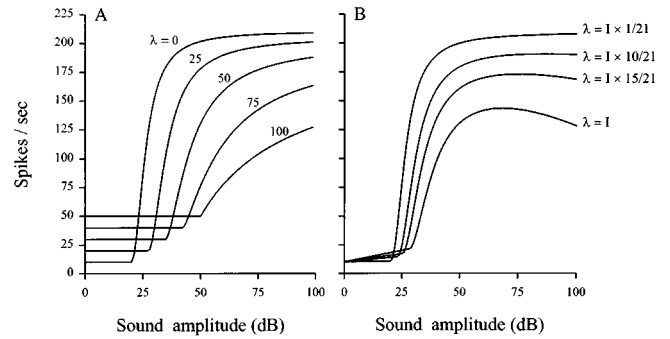 A
B
225
200
175
150
125
100
75
50
25
0
Spikes / sec
λ = 0
25
50
75
100
0
25
50
75
100
Sound amplitude (dB)
λ = I × 1/21
λ = I × 10/21
λ = I × 15/21
λ = I
0
25
50
75
100
Sound amplitude (dB)